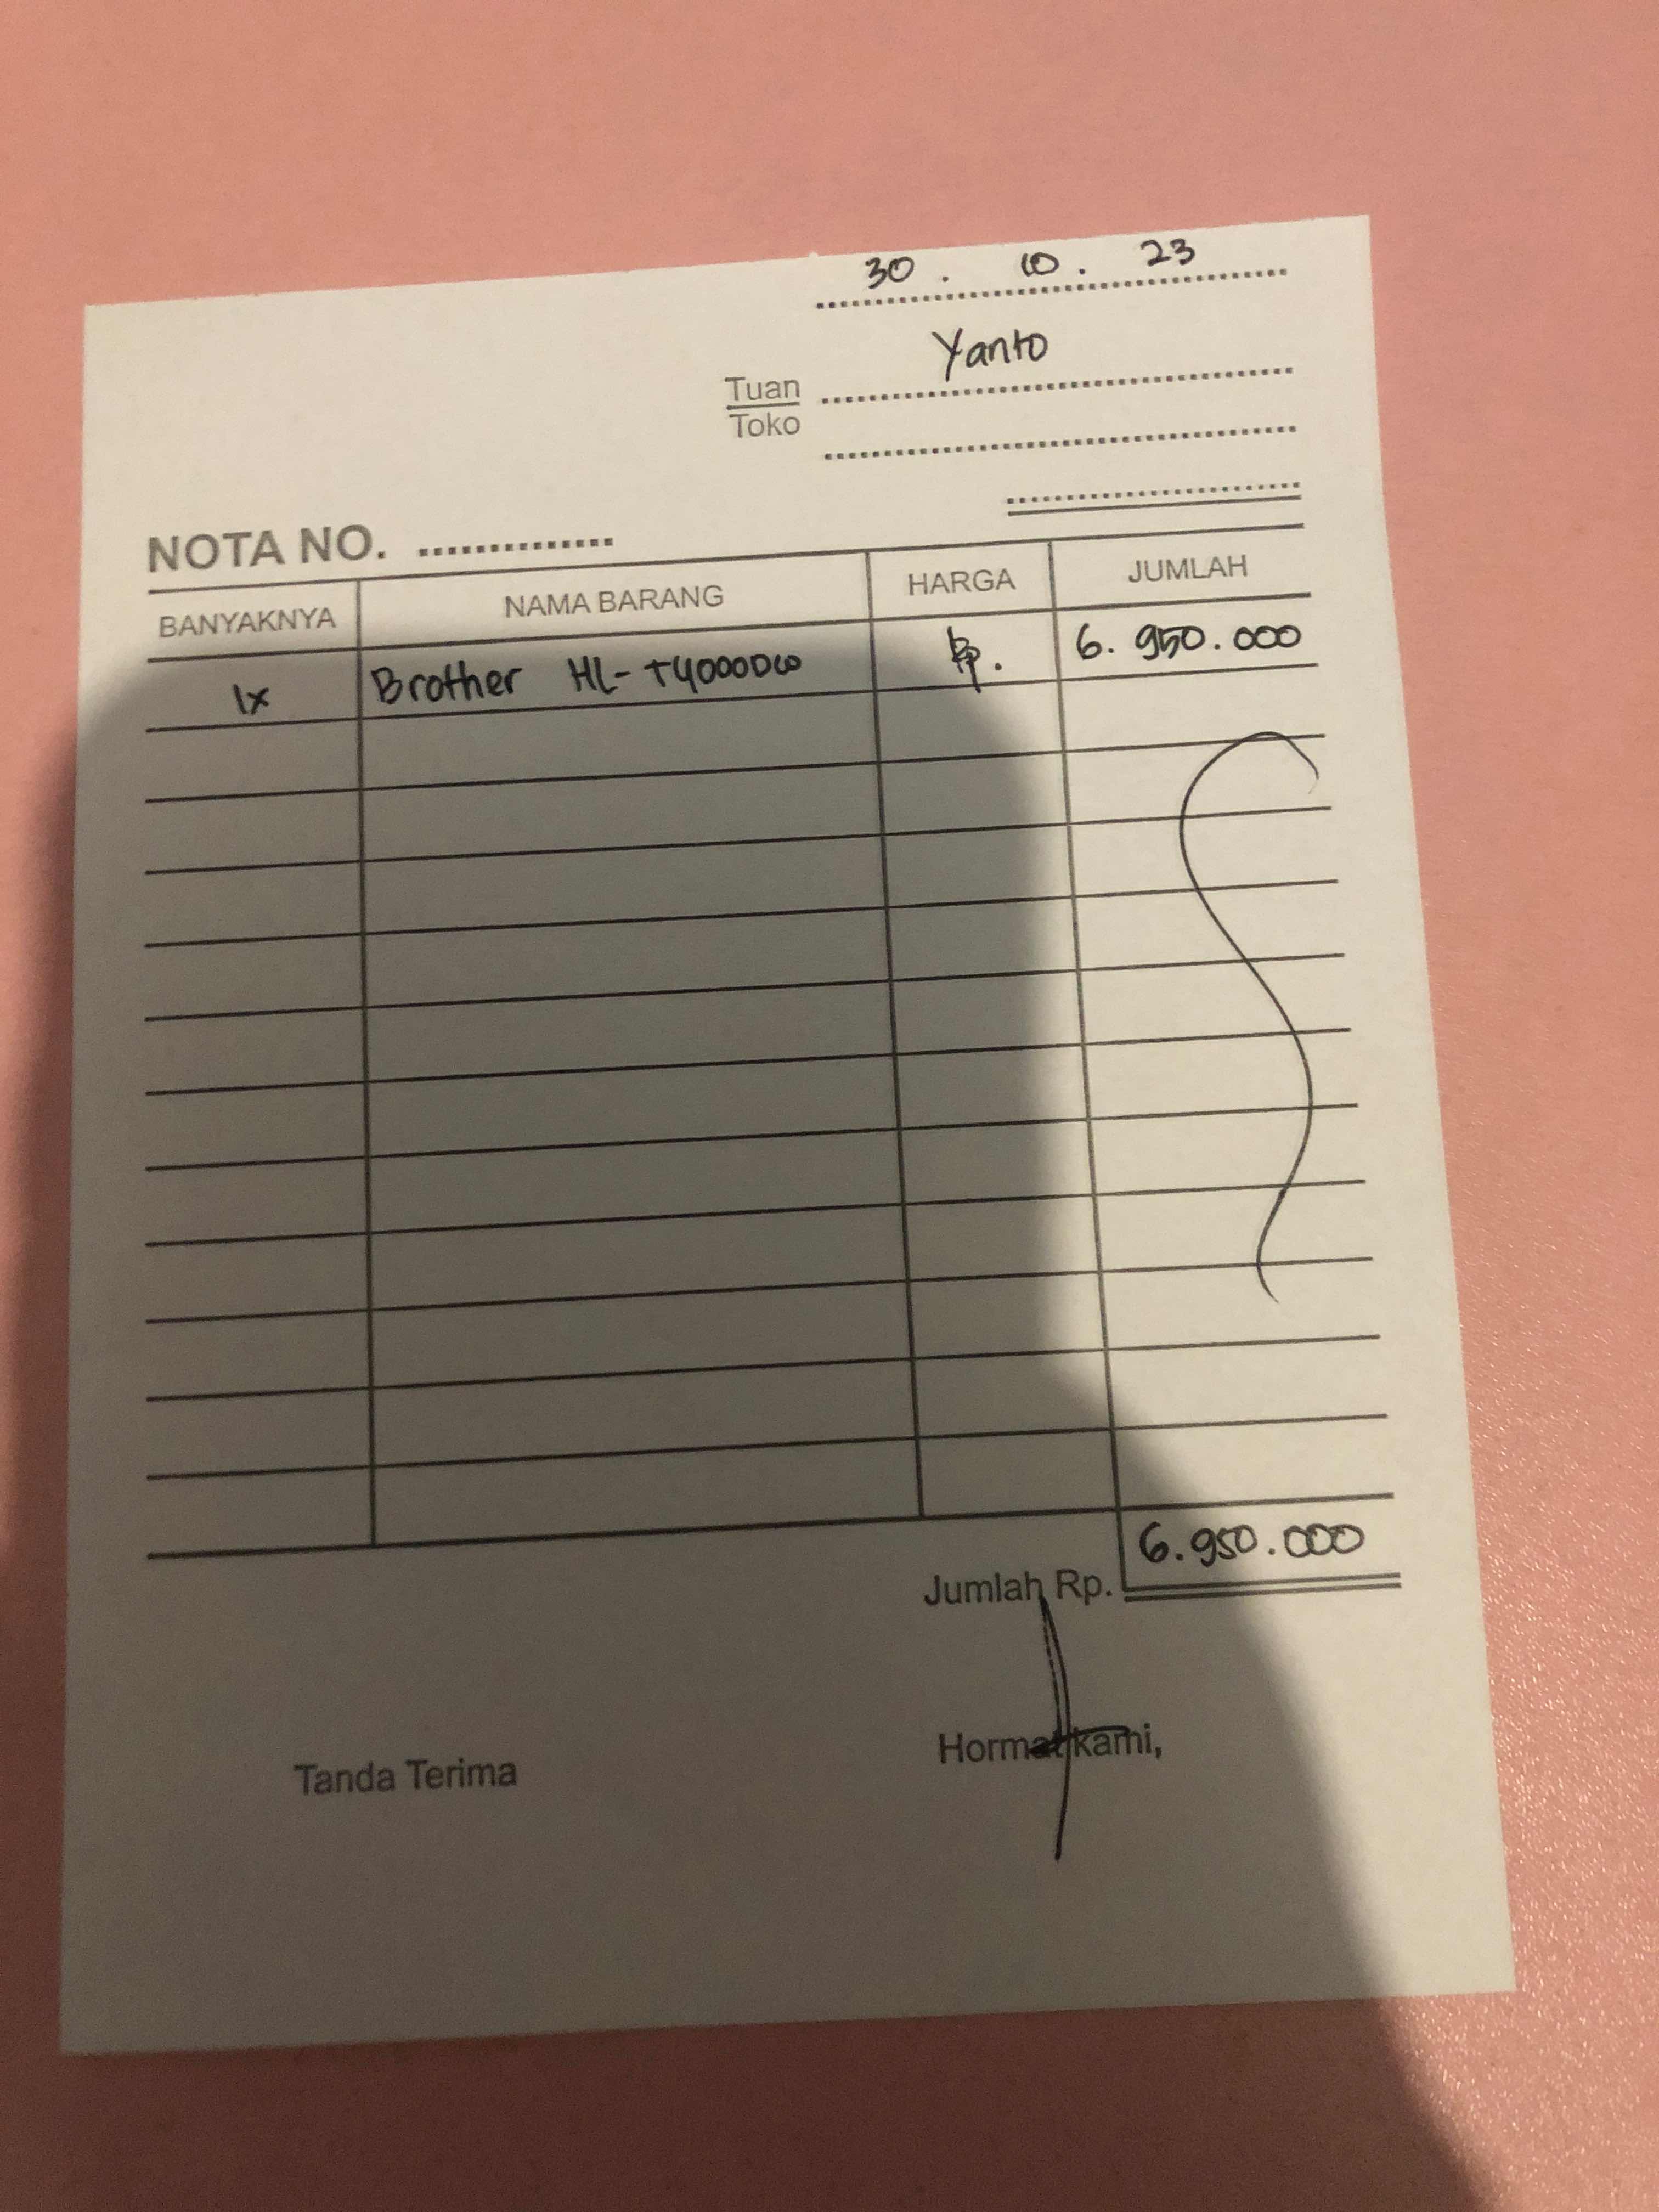 30 . 10 . 23
Tuan Yanto
Toko
NOTA NO.
BANYAKNYA NAMA BARANG HARGA JUMLAH
1x Brother HL-T4000DW Rp. 6. 950.000
Jumlah Rp. 6.950.000
Tanda Terima Hormat kami,